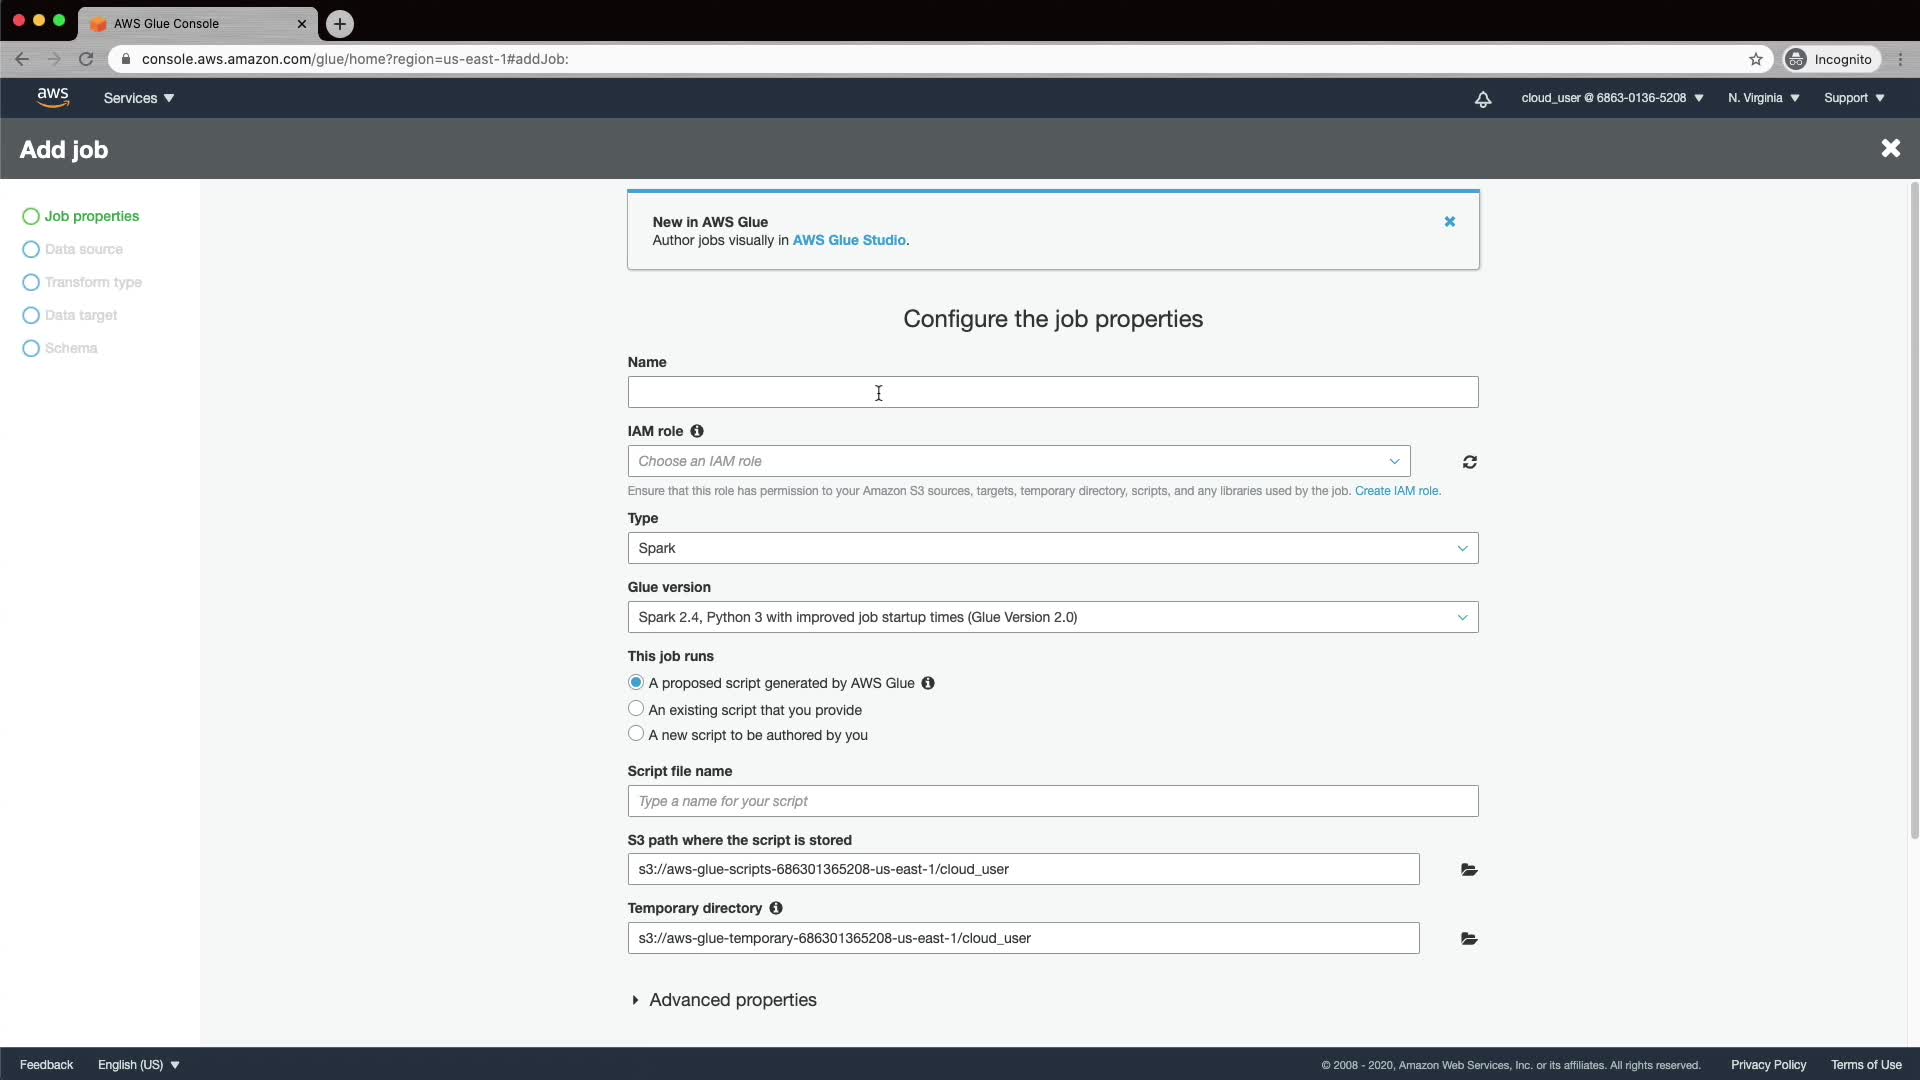 AWS Glue Console
console.aws.amazon.com/glue/home?region=us-east-1#addJob:
Incognito
aws
Services
cloud_user @ 6863-0136-5208
N. Virginia
Support
Add job
Job properties
Data source
Transform type
Data target
Schema
New in AWS Glue
Author jobs visually in AWS Glue Studio.
Configure the job properties
Name
IAM role
Choose an IAM role
Ensure that this role has permission to your Amazon S3 sources, targets, temporary directory, scripts, and any libraries used by the job. Create IAM role.
Type
Spark
Glue version
Spark 2.4, Python 3 with improved job startup times (Glue Version 2.0)
This job runs
A proposed script generated by AWS Glue
An existing script that you provide
A new script to be authored by you
Script file name
Type a name for your script
S3 path where the script is stored
s3://aws-glue-scripts-686301365208-us-east-1/cloud_user
Temporary directory
s3://aws-glue-temporary-686301365208-us-east-1/cloud_user
Advanced properties
Feedback
English (US)
© 2008 - 2020, Amazon Web Services, Inc. or its affiliates. All rights reserved.
Privacy Policy
Terms of Use